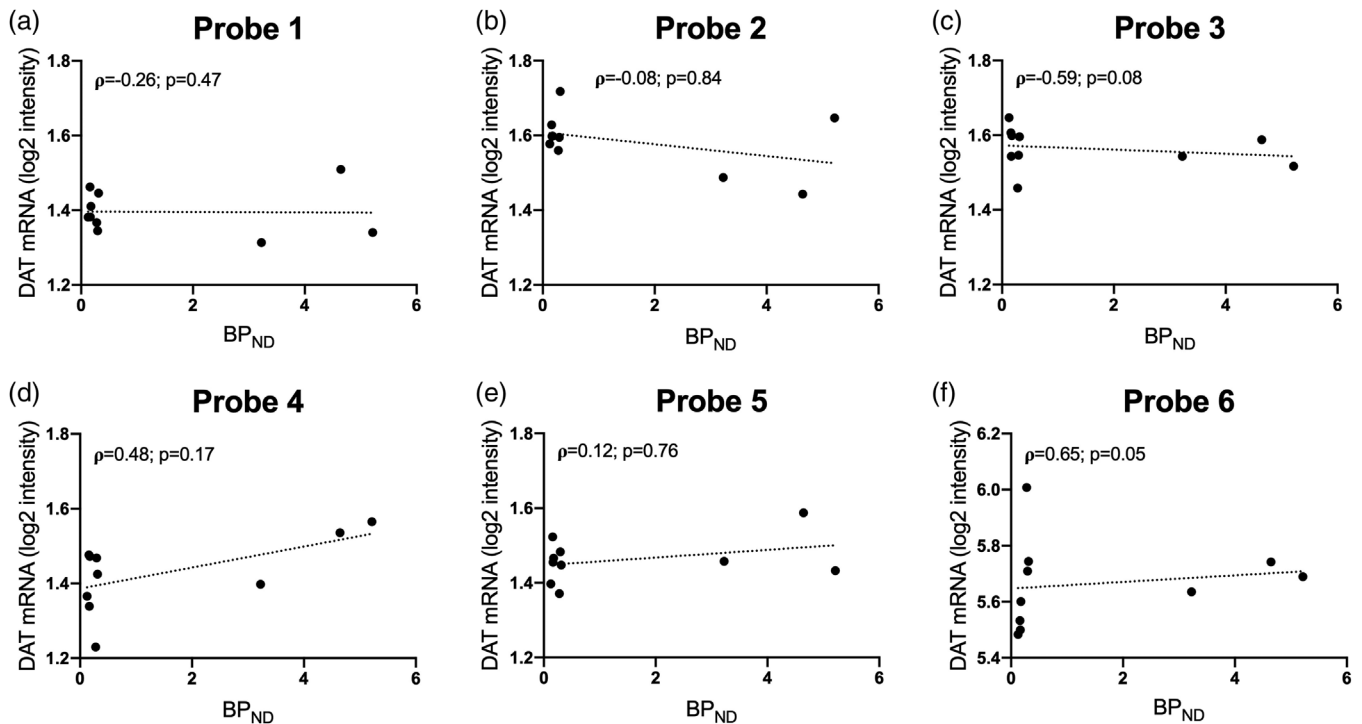 (a) Probe 1
ρ=-0.26; p=0.47
DAT mRNA (log2 intensity)
1.8
1.6
1.4
1.2
0 2 4 6
BPND
(b) Probe 2
ρ=-0.08; p=0.84
DAT mRNA (log2 intensity)
1.8
1.6
1.4
1.2
0 2 4 6
BPND
(c) Probe 3
ρ=-0.59; p=0.08
DAT mRNA (log2 intensity)
1.8
1.6
1.4
1.2
0 2 4 6
BPND
(d) Probe 4
ρ=0.48; p=0.17
DAT mRNA (log2 intensity)
1.8
1.6
1.4
1.2
0 2 4 6
BPND
(e) Probe 5
ρ=0.12; p=0.76
DAT mRNA (log2 intensity)
1.8
1.6
1.4
1.2
0 2 4 6
BPND
(f) Probe 6
ρ=0.65; p=0.05
DAT mRNA (log2 intensity)
6.2
6.0
5.8
5.6
5.4
0 2 4 6
BPND